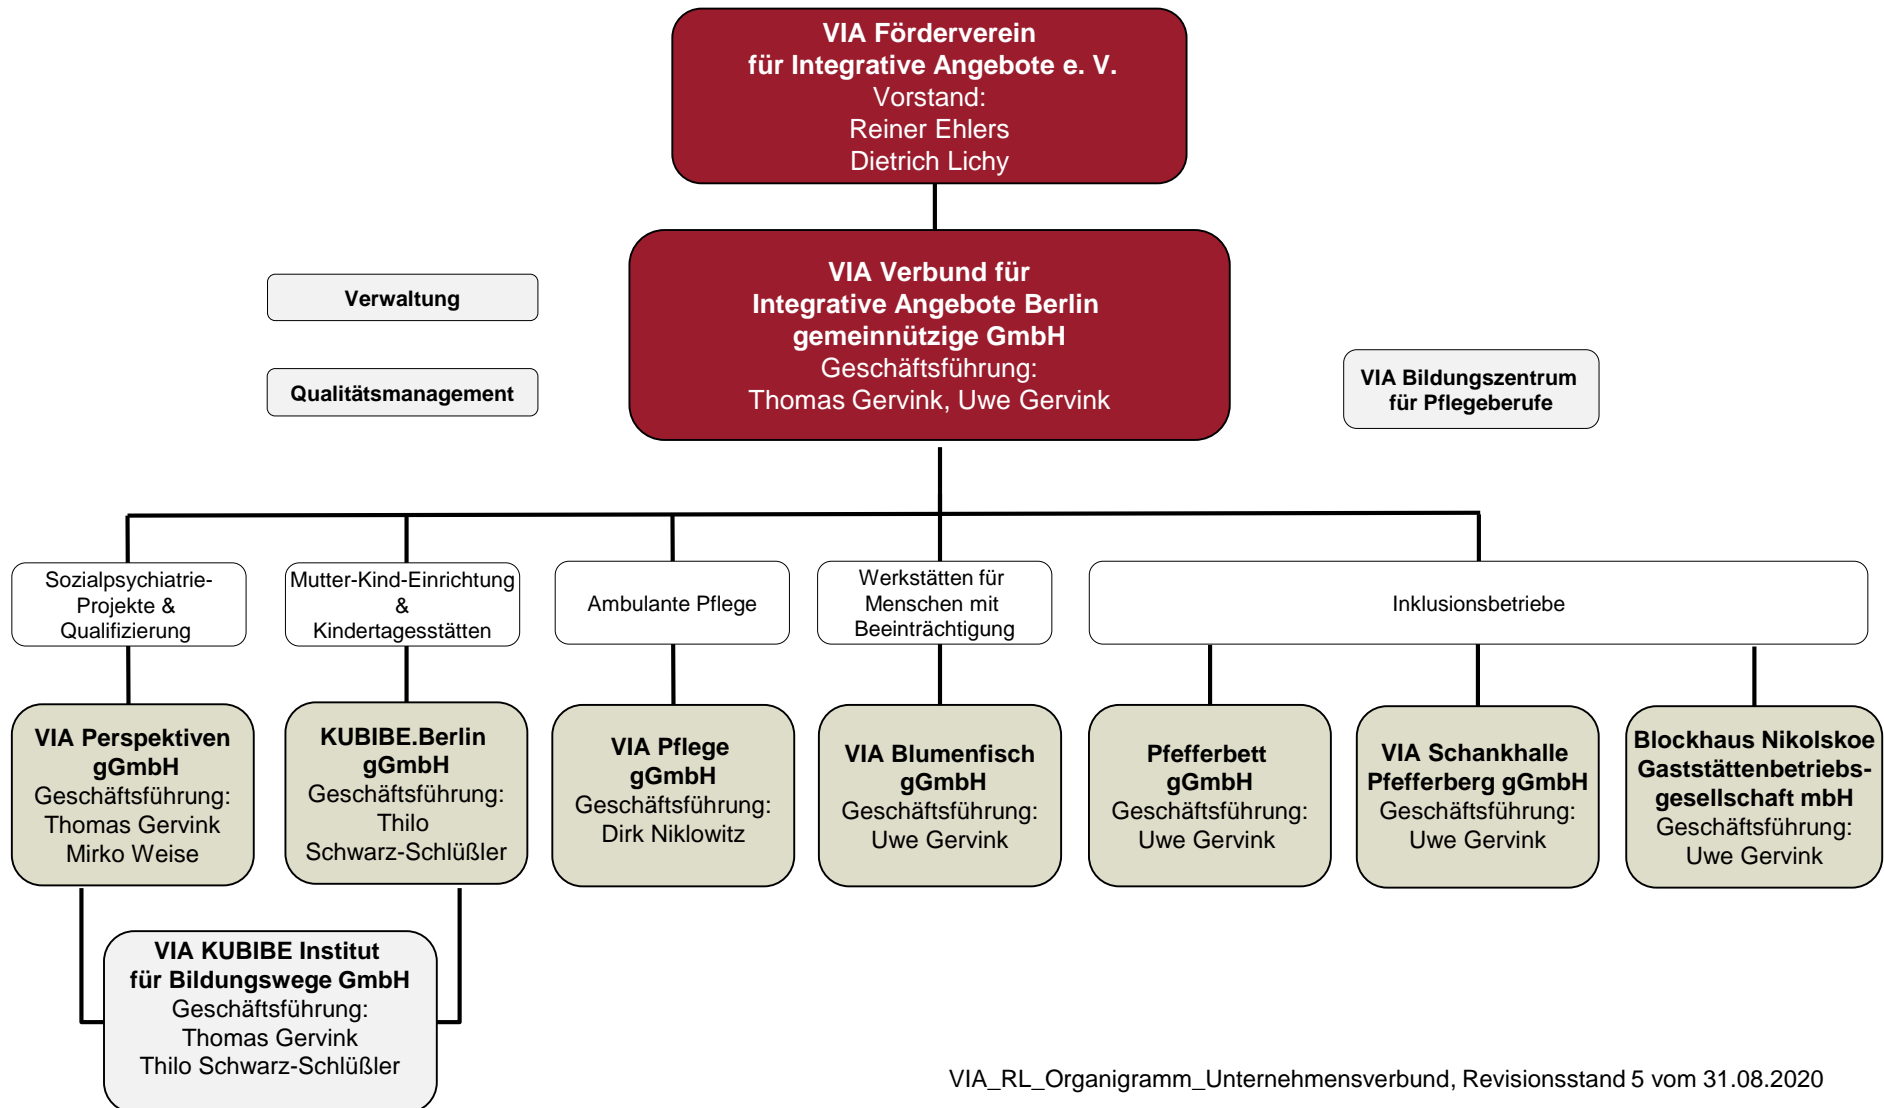 VIA Förderverein
für Integrative Angebote e. V.
Vorstand:
Reiner Ehlers
Dietrich Lichy
Verwaltung
Qualitätsmanagement
VIA Verbund für
Integrative Angebote Berlin
gemeinnützige GmbH
Geschäftsführung:
Thomas Gervink, Uwe Gervink
VIA Bildungszentrum
für Pflegeberufe
Sozialpsychiatrie-
Projekte &
Qualifizierung
Mutter-Kind-Einrichtung
&
Kindertagesstätten
Ambulante Pflege
Werkstätten für
Menschen mit
Beeinträchtigung
Inklusionsbetriebe
VIA Perspektiven
gGmbH
Geschäftsführung:
Thomas Gervink
Mirko Weise
KUBIBE.Berlin
gGmbH
Geschäftsführung:
Thilo
Schwarz-Schlüßler
VIA Pflege
gGmbH
Geschäftsführung:
Dirk Niklowitz
VIA Blumenfisch
gGmbH
Geschäftsführung:
Uwe Gervink
Pfefferbett
gGmbH
Geschäftsführung:
Uwe Gervink
VIA Schankhalle
Pfefferberg gGmbH
Geschäftsführung:
Uwe Gervink
Blockhaus Nikolskoe
Gaststättenbetriebs-
gesellschaft mbH
Geschäftsführung:
Uwe Gervink
VIA KUBIBE Institut
für Bildungswege GmbH
Geschäftsführung:
Thomas Gervink
Thilo Schwarz-Schlüßler
VIA_RL_Organigramm_Unternehmensverbund, Revisionsstand 5 vom 31.08.2020